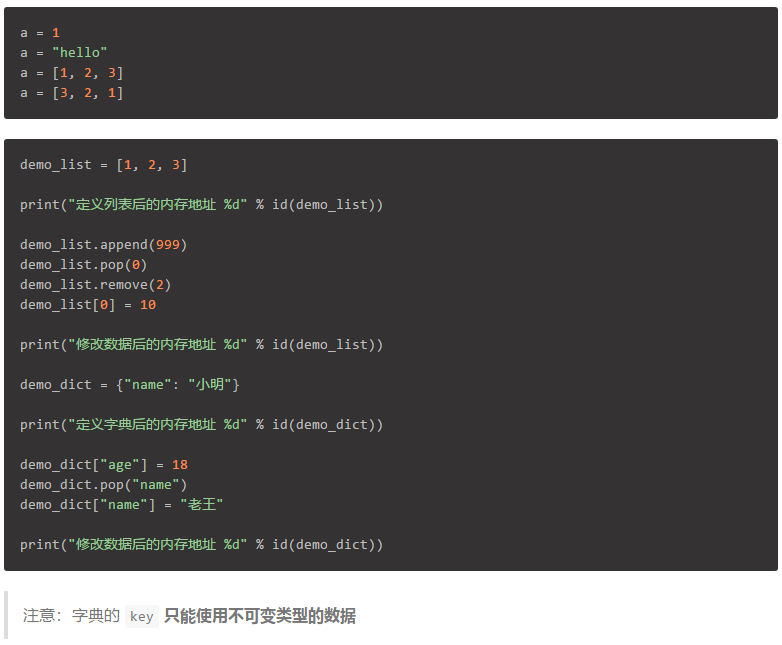 a = 1
a = "hello"
a = [1, 2, 3]
a = [3, 2, 1]
demo_list = [1, 2, 3]
print("定义列表后的内存地址 %d" % id(demo_list))
demo_list.append(999)
demo_list.pop(0)
demo_list.remove(2)
demo_list[0] = 10
print("修改数据后的内存地址 %d" % id(demo_list))
demo_dict = {"name": "小明"}
print("定义字典后的内存地址 %d" % id(demo_dict))
demo_dict["age"] = 18
demo_dict.pop("name")
demo_dict["name"] = "老王"
print("修改数据后的内存地址 %d" % id(demo_dict))
注意：字典的 key 只能使用不可变类型的数据